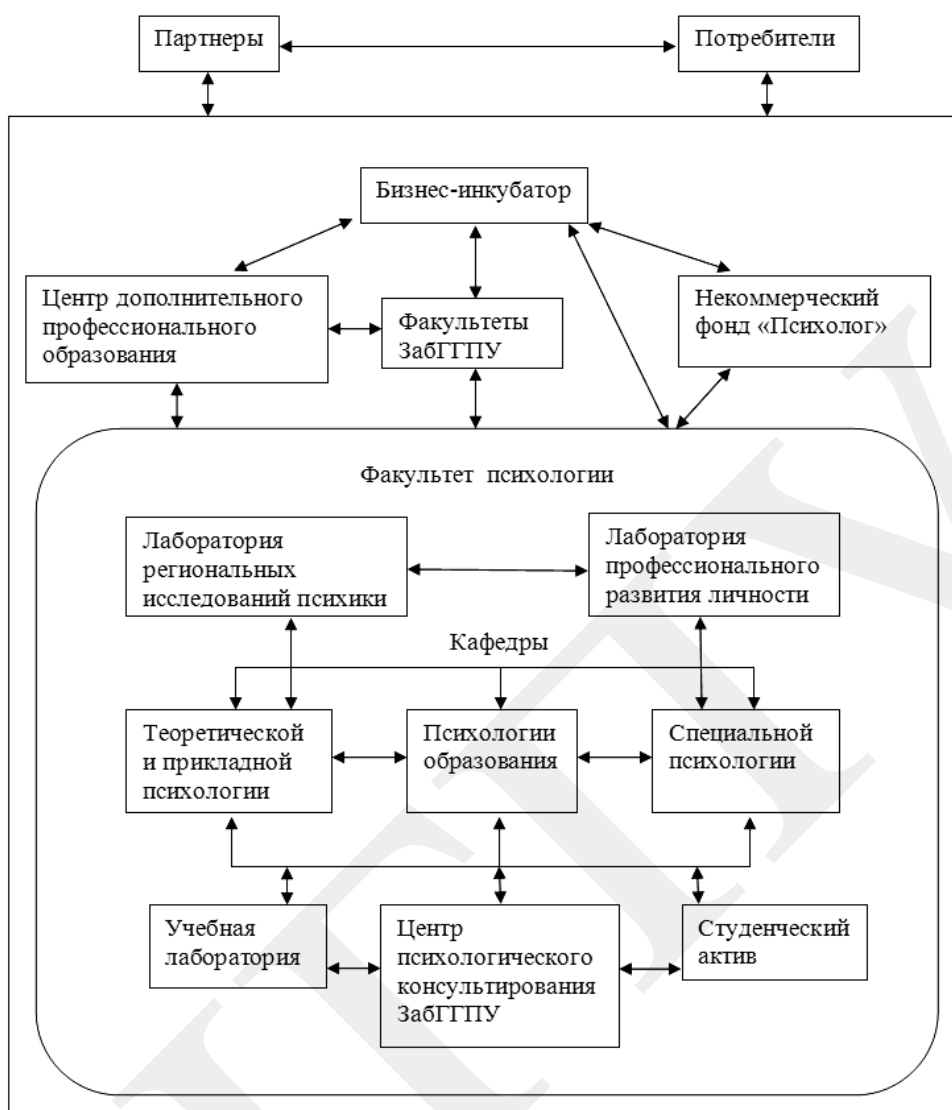 Партнеры
Потребители
Бизнес-инкубатор
Центр дополнительного
профессионального
образования
Факультеты
ЗабГГПУ
Некоммерческий
фонд «Психолог»
Факультет психологии
Лаборатория
региональных
исследований психики
Лаборатория
профессионального
развития личности
Кафедры
Теоретической
и прикладной
психологии
Психологии
образования
Специальной
психологии
Учебная
лаборатория
Центр
психологического
консультирования
ЗабГГПУ
Студенческий
актив